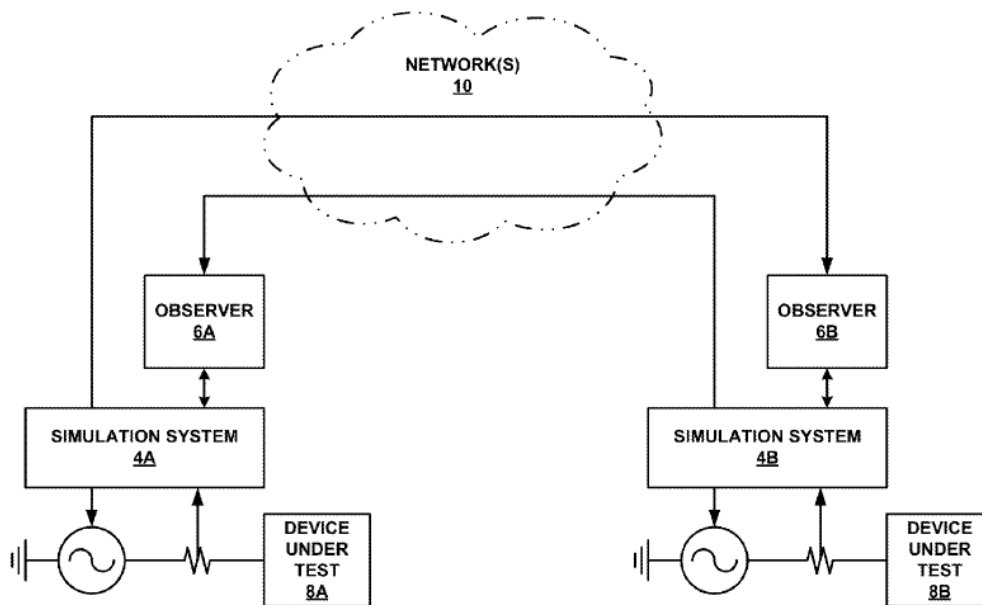 NETWORK(S)
10
OBSERVER
6A
OBSERVER
6B
SIMULATION SYSTEM
4A
SIMULATION SYSTEM
4B
DEVICE
UNDER
TEST
8A
DEVICE
UNDER
TEST
8B